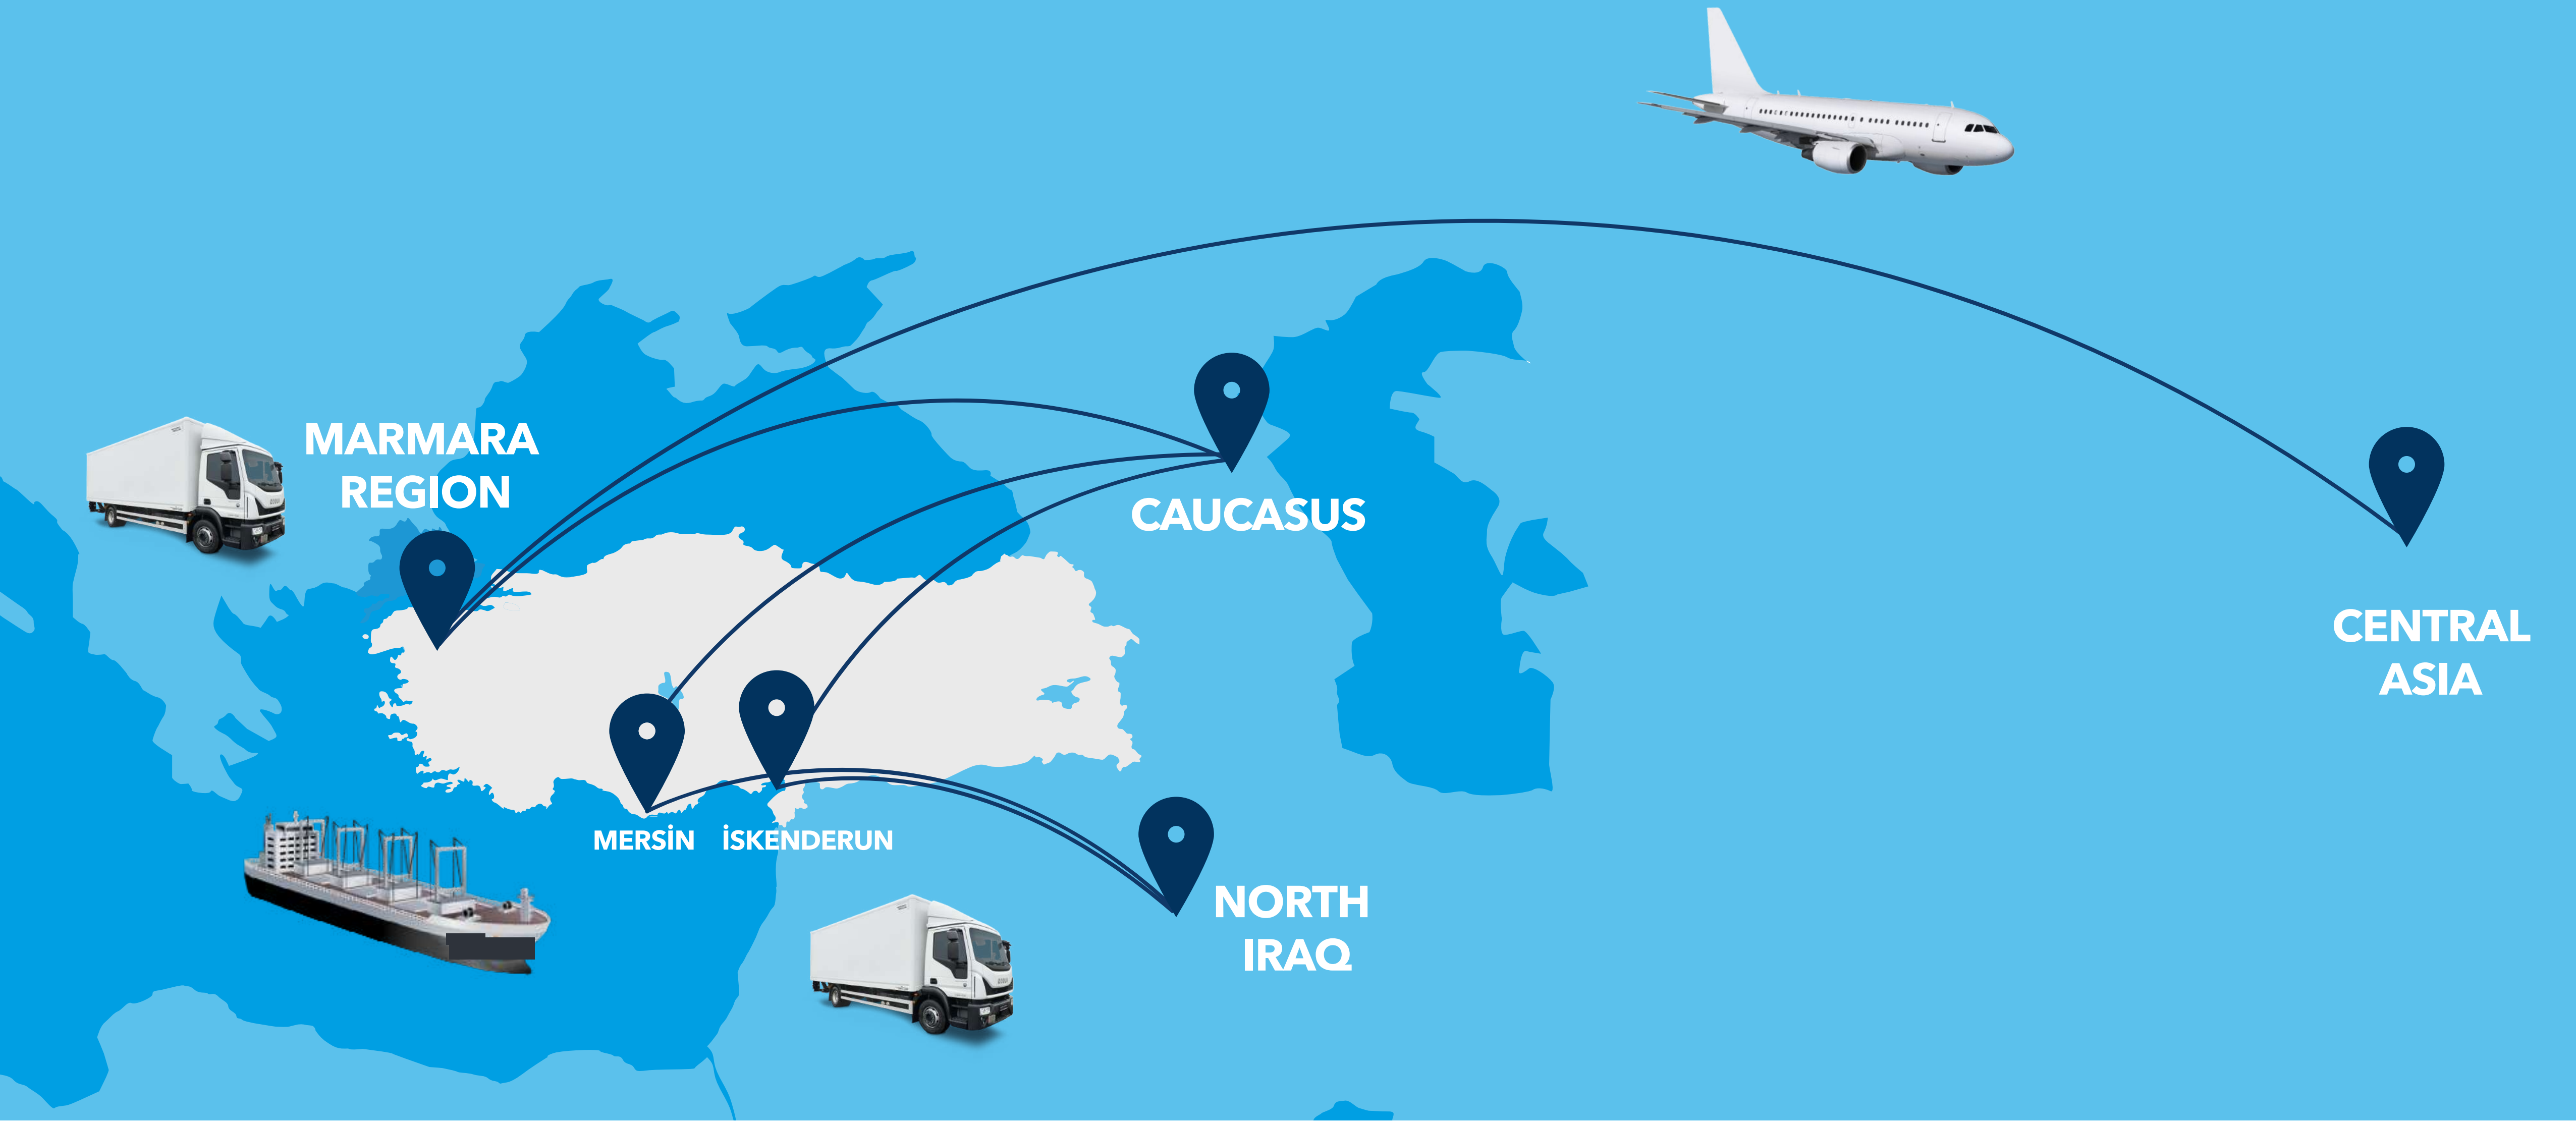 MARMARA
REGION
CAUCASUS
CENTRAL
ASIA
MERSİN
İSKENDERUN
NORTH
IRAQ